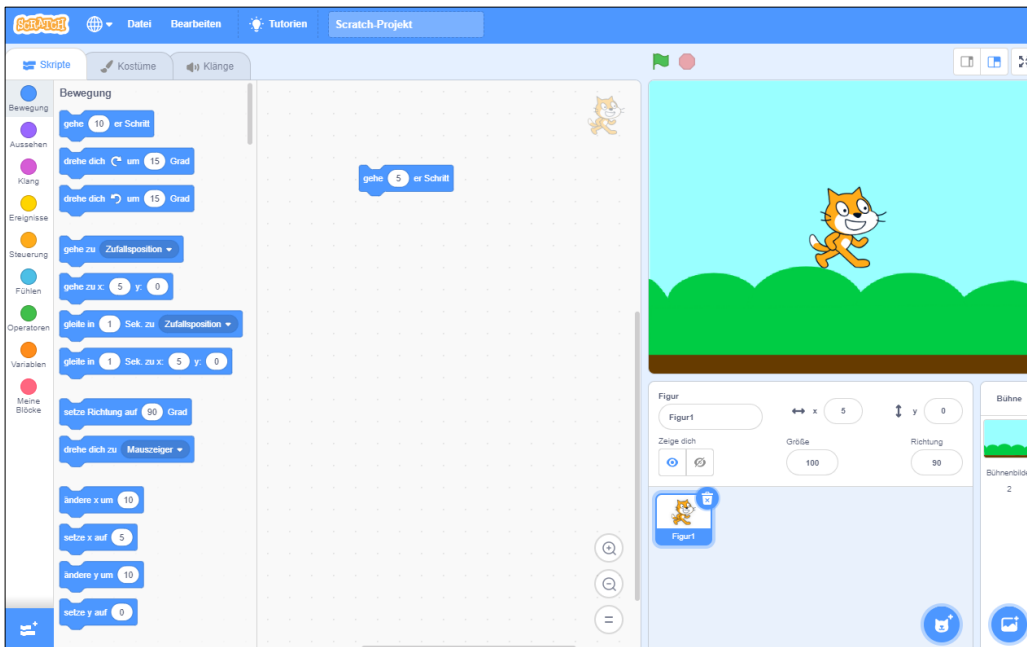 SCRATCH Datei Bearbeiten Tutorien Scratch-Projekt
Skripte Kostüme Klänge
Bewegung
Aussehen
Klang
Ereignisse
Steuerung
Fühlen
Operatoren
Variablen
Meine
Blöcke
Bewegung
gehe 10 er Schritt
drehe dich um 15 Grad
drehe dich um 15 Grad
gehe zu Zufallsposition
gehe zu x: 5 y: 0
gleite in 1 Sek. zu Zufallsposition
gleite in 1 Sek. zu x: 5 y: 0
setze Richtung auf 90 Grad
drehe dich zu Mauszeiger
ändere x um 10
setze x auf 5
ändere y um 10
setze y auf 0
gehe 5 er Schritt
Figur
Figur1 x 5 y 0
Zeige dich Größe Richtung
100 90
Figur1
Bühne
Bühnenbilde
2